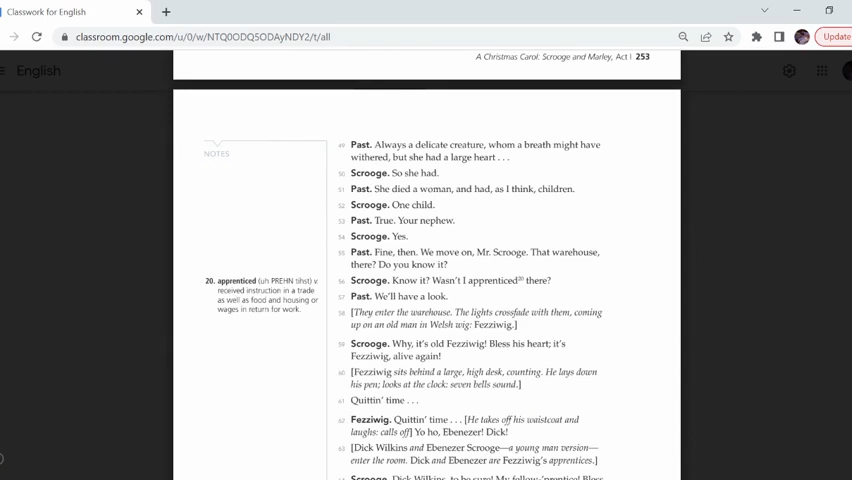 Classwork for English
classroom.google.com/u/0/w/NTQ0ODQ5ODAyNDY2/t/all
Update
English
A Christmas Carol: Scrooge and Marley, Act I 253
NOTES
20. apprenticed (uh PREHN tihst) v.
received instruction in a trade
as well as food and housing or
wages in return for work.
49 Past. Always a delicate creature, whom a breath might have
withered, but she had a large heart . . .
50 Scrooge. So she had.
51 Past. She died a woman, and had, as I think, children.
52 Scrooge. One child.
53 Past. True. Your nephew.
54 Scrooge. Yes.
55 Past. Fine, then. We move on, Mr. Scrooge. That warehouse,
there? Do you know it?
56 Scrooge. Know it? Wasn't I apprenticed20 there?
57 Past. We'll have a look.
58 [They enter the warehouse. The lights crossfade with them, coming
up on an old man in Welsh wig: Fezziwig.]
59 Scrooge. Why, it's old Fezziwig! Bless his heart; it's
Fezziwig, alive again!
60 [Fezziwig sits behind a large, high desk, counting. He lays down
his pen; looks at the clock: seven bells sound.]
61 Quittin' time . . .
62 Fezziwig. Quittin' time . . . [He takes off his waistcoat and
laughs: calls off] Yo ho, Ebenezer! Dick!
63 [Dick Wilkins and Ebenezer Scrooge—a young man version—
enter the room. Dick and Ebenezer are Fezziwig's apprentices.]
Scrooge. Dick Wilkins, to be sure! My fellow-'prentice! Bless